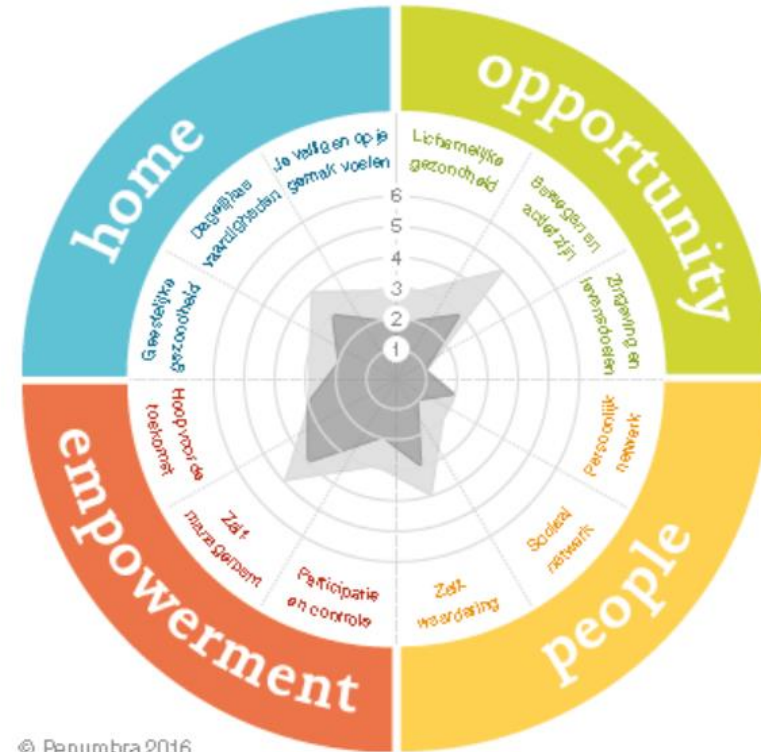 home
opportunity
people
empowerment
Je veilig en op je
gemak voelen
Lichamelijke
gezondheid
Bewegen en
actief zijn
Zingeving en
levensdoelen
Persoonlijk
netwerk
Sociaal
netwerk
Zelf
waardering
Participatie
en controle
Zelf
management
Hoop voor de
toekomst
Geestelijke
gezondheid
Dagelijkse
vaardigheden
6
5
4
3
2
1
© Penumbra 2016